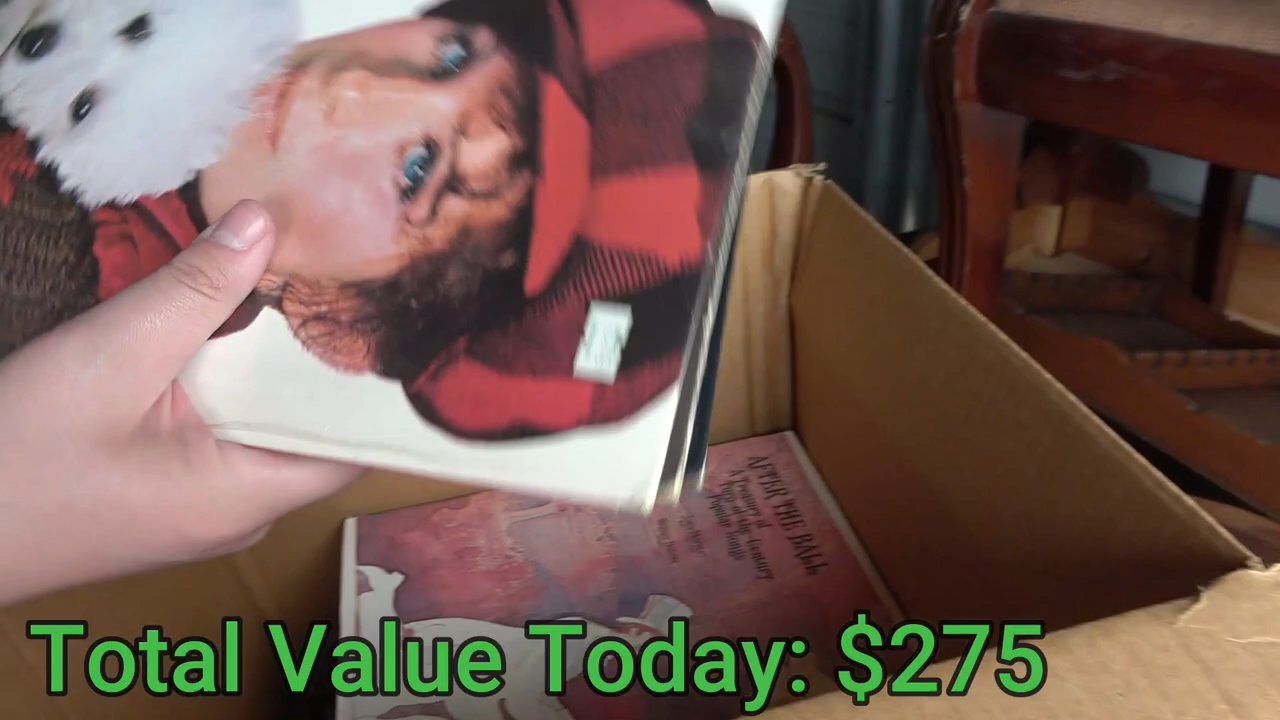 AFTER THE BALL
A Treasury of
Turn-of-the-Century
Popular Songs
Total Value Today: $275